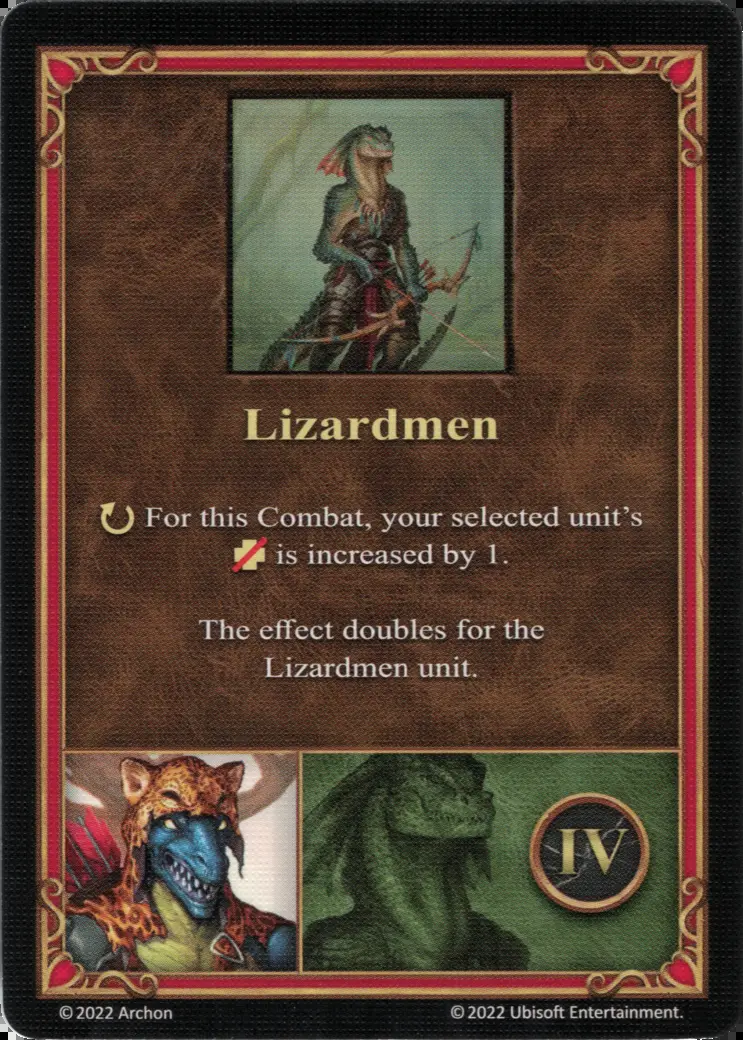 Lizardmen
For this Combat, your selected unit's
is increased by 1.
The effect doubles for the
Lizardmen unit.
IV
© 2022 Archon
© 2022 Ubisoft Entertainment.